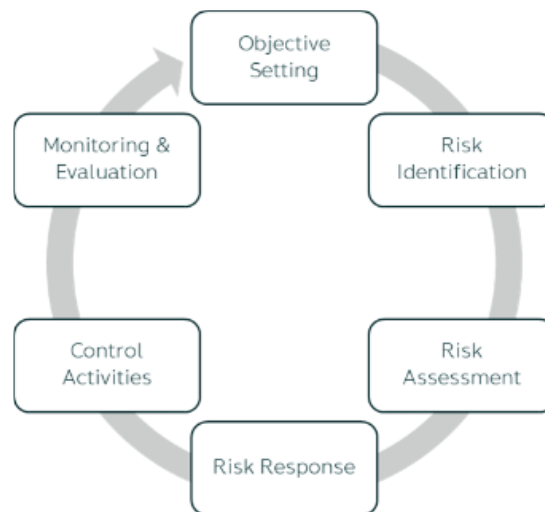 Objective
Setting
Risk
Identification
Risk
Assessment
Risk Response
Control
Activities
Monitoring &
Evaluation